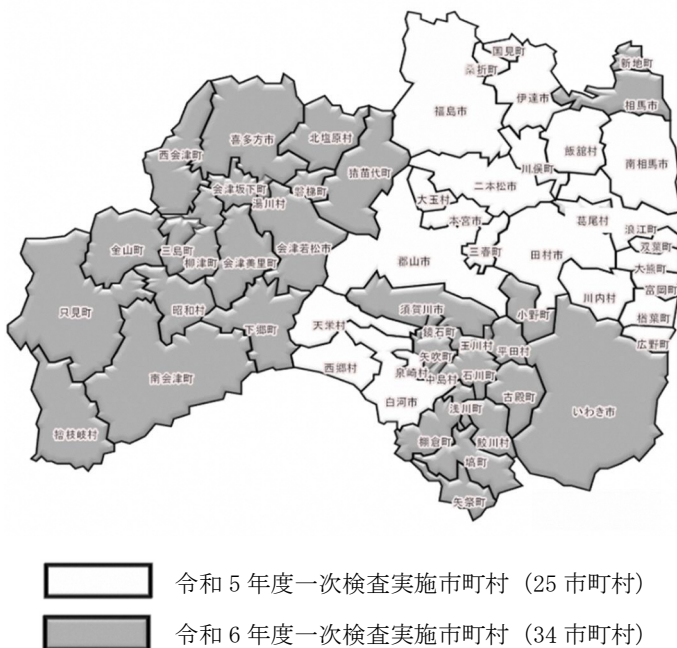 国見町
新地町
桑折町
伊達市
相馬市
福島市
喜多方市
北塩原村
西会津町
飯舘村
南相馬市
猪苗代町
川俣町
二本松市
会津坂下町
磐梯町
湯川村
大玉村
本宮市
葛尾村
浪江町
双葉町
金山町
三島町
柳津町
会津美里町
会津若松市
郡山市
三春町
田村市
大熊町
富岡町
川内村
只見町
昭和村
須賀川市
小野町
楢葉町
下郷町
天栄村
鏡石町
玉川村
平田村
広野町
南会津町
西郷村
矢吹町
泉崎村
中島村
石川町
白河市
古殿町
浅川町
いわき市
檜枝岐村
棚倉町
鮫川村
塙町
矢祭町
令和 5 年度一次検査実施市町村（25 市町村）
令和 6 年度一次検査実施市町村（34 市町村）